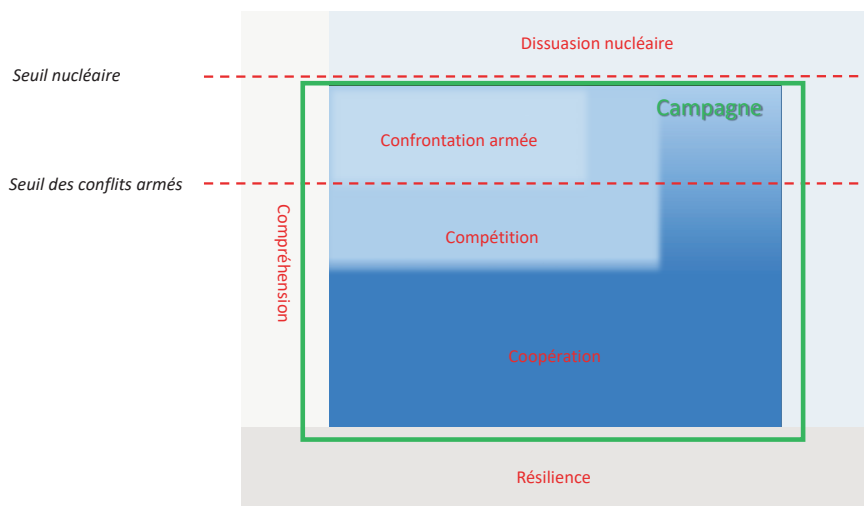 Dissuasion nucléaire
Seuil nucléaire
Campagne
Confrontation armée
Seuil des conflits armés
Compréhension
Compétition
Coopération
Résilience